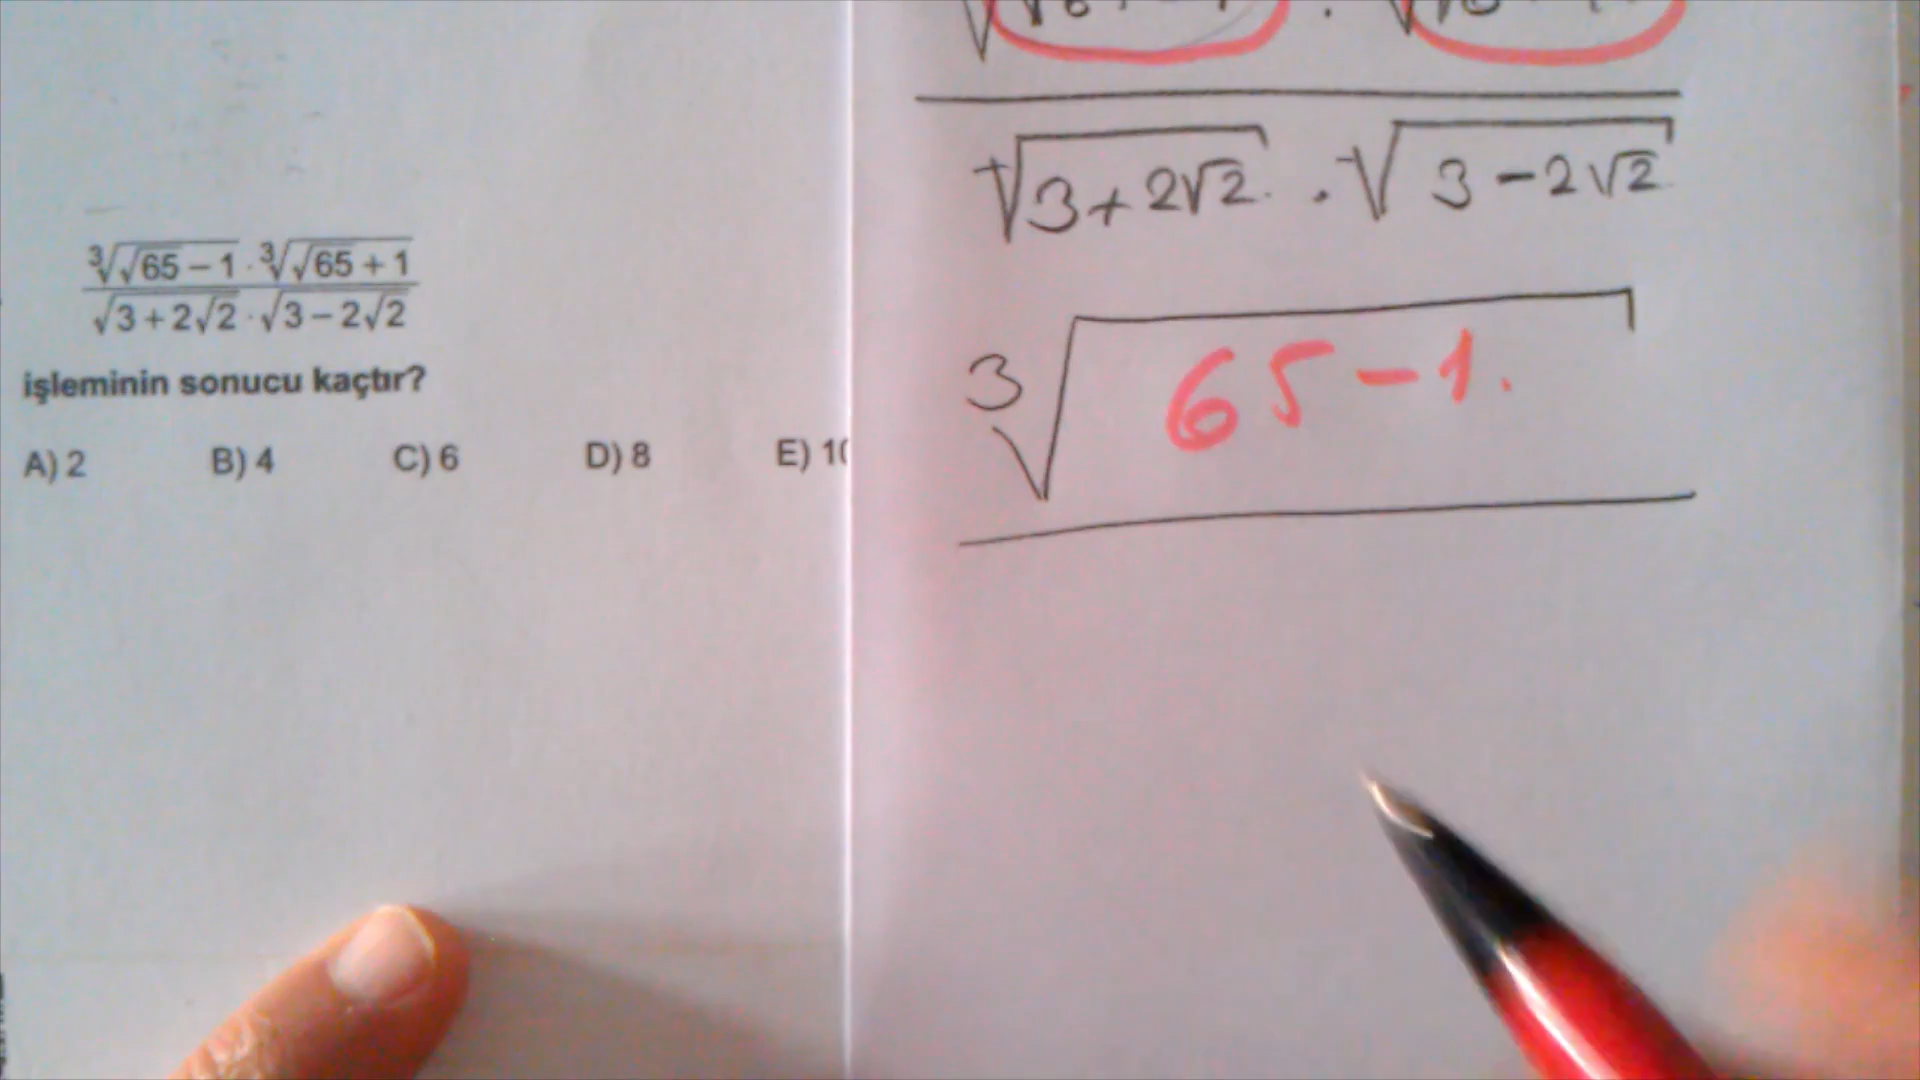 ∛(√65 − 1) · ∛(√65 + 1)
√(3 + 2√2) · √(3 − 2√2)
işleminin sonucu kaçtır?
A) 2 B) 4 C) 6 D) 8 E) 10
√(3 + 2√2) . √(3 − 2√2)
∛(65 − 1.)